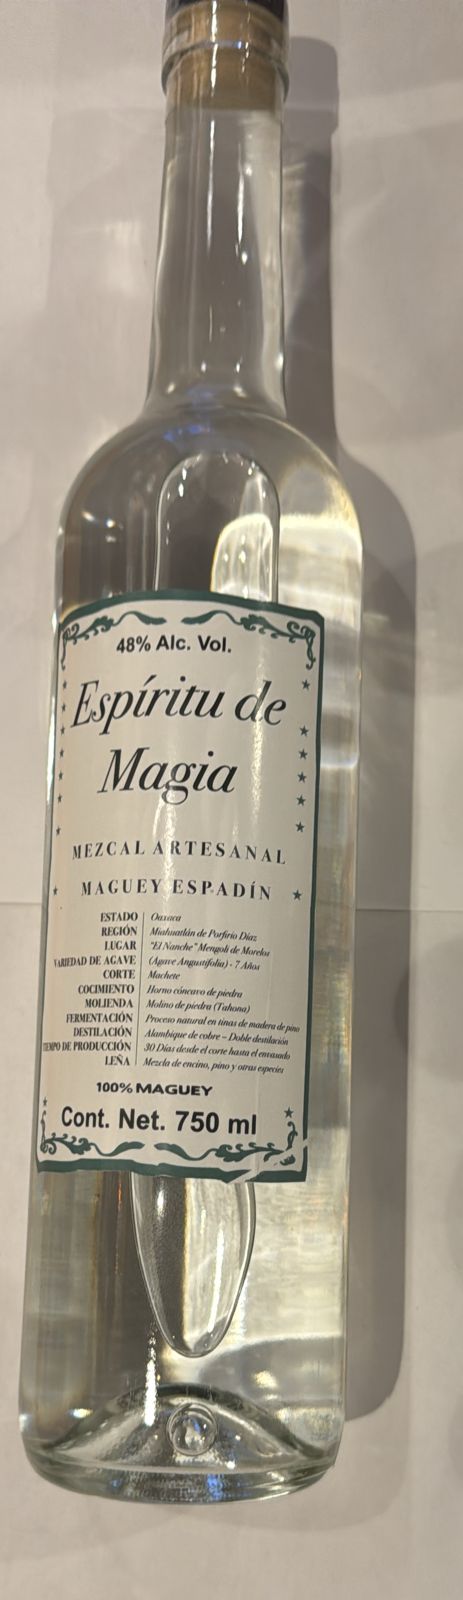 48% Alc. Vol.
Espíritu de
Magia
MEZCAL ARTESANAL
MAGUEY ESPADÍN
ESTADO Oaxaca
REGIÓN Miahuatlán de Porfirio Díaz
LUGAR "El Nanche" Mengolí de Morelos
VARIEDAD DE AGAVE (Agave Angustifolia) - 7 Años
CORTE Machete
COCIMIENTO Horno cóncavo de piedra
MOLIENDA Molino de piedra (Tahona)
FERMENTACIÓN Proceso natural en tinas de madera de pino
DESTILACIÓN Alambique de cobre – Doble destilación
TIEMPO DE PRODUCCIÓN 30 Días desde el corte hasta el envasado
LEÑA Mezcla de encino, pino y otras especies
100% MAGUEY
Cont. Net. 750 ml